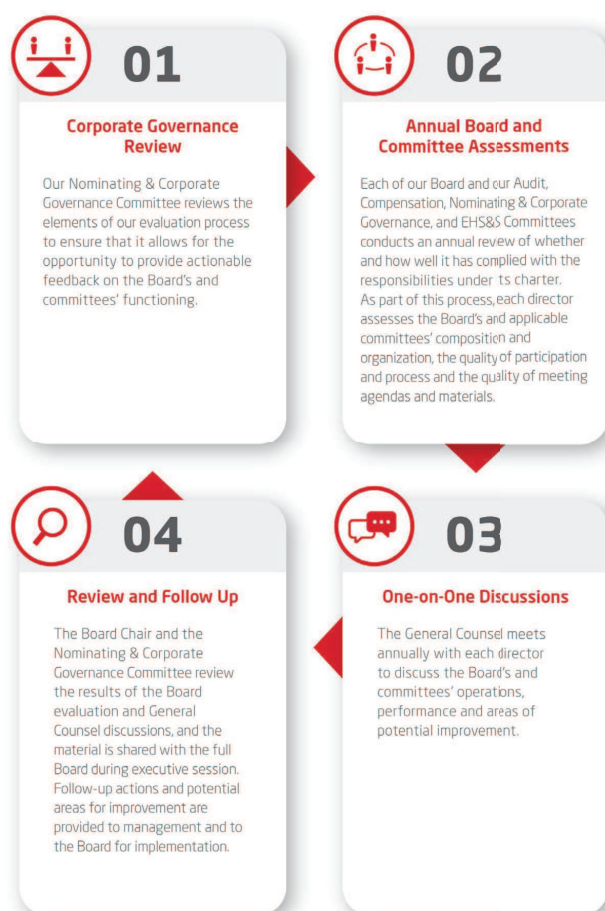 01
Corporate Governance
Review
Our Nominating & Corporate
Governance Committee reviews the
elements of our evaluation process
to ensure that it allows for the
opportunity to provide actionable
feedback on the Board's and
committees' functioning.
02
Annual Board and
Committee Assessments
Each of our Board and our Audit,
Compensation, Nominating & Corporate
Governance, and EHS&S Committees
conducts an annual review of whether
and how well it has complied with the
responsibilities under its charter.
As part of this process, each director
assesses the Board's and applicable
committees' composition and
organization, the quality of participation
and process and the quality of meeting
agendas and materials.
03
One-on-One Discussions
The General Counsel meets
annually with each director
to discuss the Board's and
committees' operations,
performance and areas of
potential improvement.
04
Review and Follow Up
The Board Chair and the
Nominating & Corporate
Governance Committee review
the results of the Board
evaluation and General
Counsel discussions, and the
material is shared with the full
Board during executive session.
Follow-up actions and potential
areas for improvement are
provided to management and to
the Board for implementation.